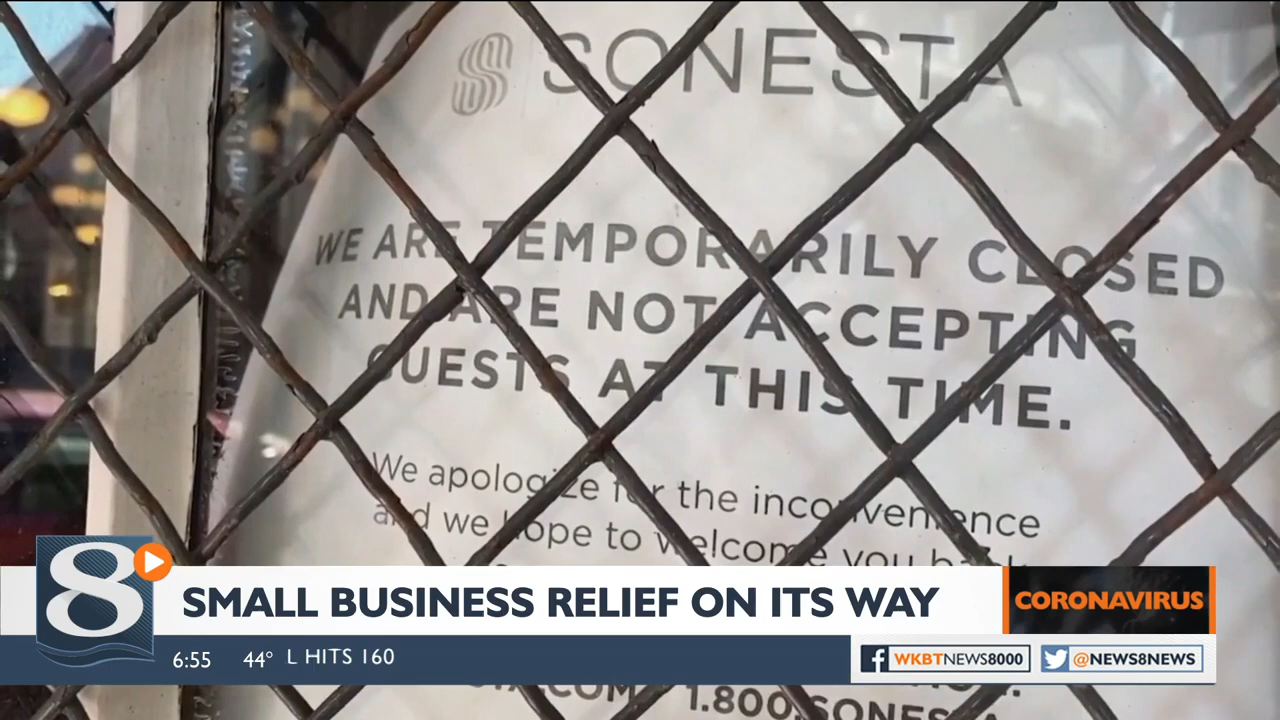 SONESTA
WE ARE TEMPORARILY CLOSED
AND ARE NOT ACCEPTING
GUESTS AT THIS TIME.
We apologize for the inconvenience
and we hope to welcome you back
8
SMALL BUSINESS RELIEF ON ITS WAY
CORONAVIRUS
6:55 44° L HITS 160
WKBTNEWS8000 @NEWS8NEWS
1.800.SONESTA